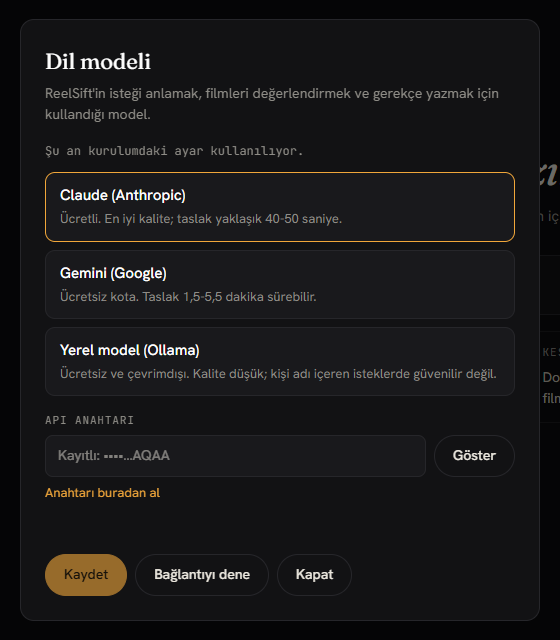 Dil modeli
ReelSift'in isteği anlamak, filmleri değerlendirmek ve gerekçe yazmak için
kullandığı model.
Şu an kurulumdaki ayar kullanılıyor.
Claude (Anthropic)
Ücretli. En iyi kalite; taslak yaklaşık 40-50 saniye.
Gemini (Google)
Ücretsiz kota. Taslak 1,5-5,5 dakika sürebilir.
Yerel model (Ollama)
Ücretsiz ve çevrimdışı. Kalite düşük; kişi adı içeren isteklerde güvenilir değil.
API ANAHTARI
Kayıtlı: ••••…AQAA
Göster
Anahtarı buradan al
Kaydet
Bağlantıyı dene
Kapat